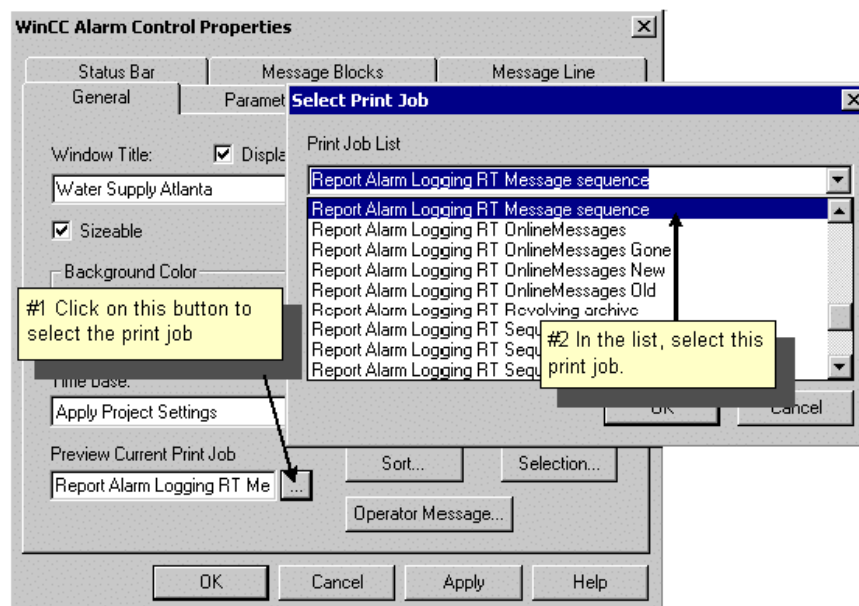 WinCC Alarm Control Properties
Status Bar
Message Blocks
Message Line
General
Paramet
Window Title:
Displa
Water Supply Atlanta
Sizeable
Background Color
#1 Click on this button to
select the print job
Time Base:
Apply Project Settings
Preview Current Print Job
Report Alarm Logging RT Me
...
Sort...
Selection...
Operator Message...
OK
Cancel
Apply
Help
Select Print Job
Print Job List
Report Alarm Logging RT Message sequence
Report Alarm Logging RT Message sequence
Report Alarm Logging RT OnlineMessages
Report Alarm Logging RT OnlineMessages Gone
Report Alarm Logging RT OnlineMessages New
Report Alarm Logging RT OnlineMessages Old
Report Alarm Logging RT Revolving archive
Report Alarm Logging RT Sequ
Report Alarm Logging RT Sequ
Report Alarm Logging RT Sequ
#2 In the list, select this
print job.
OK
Cancel